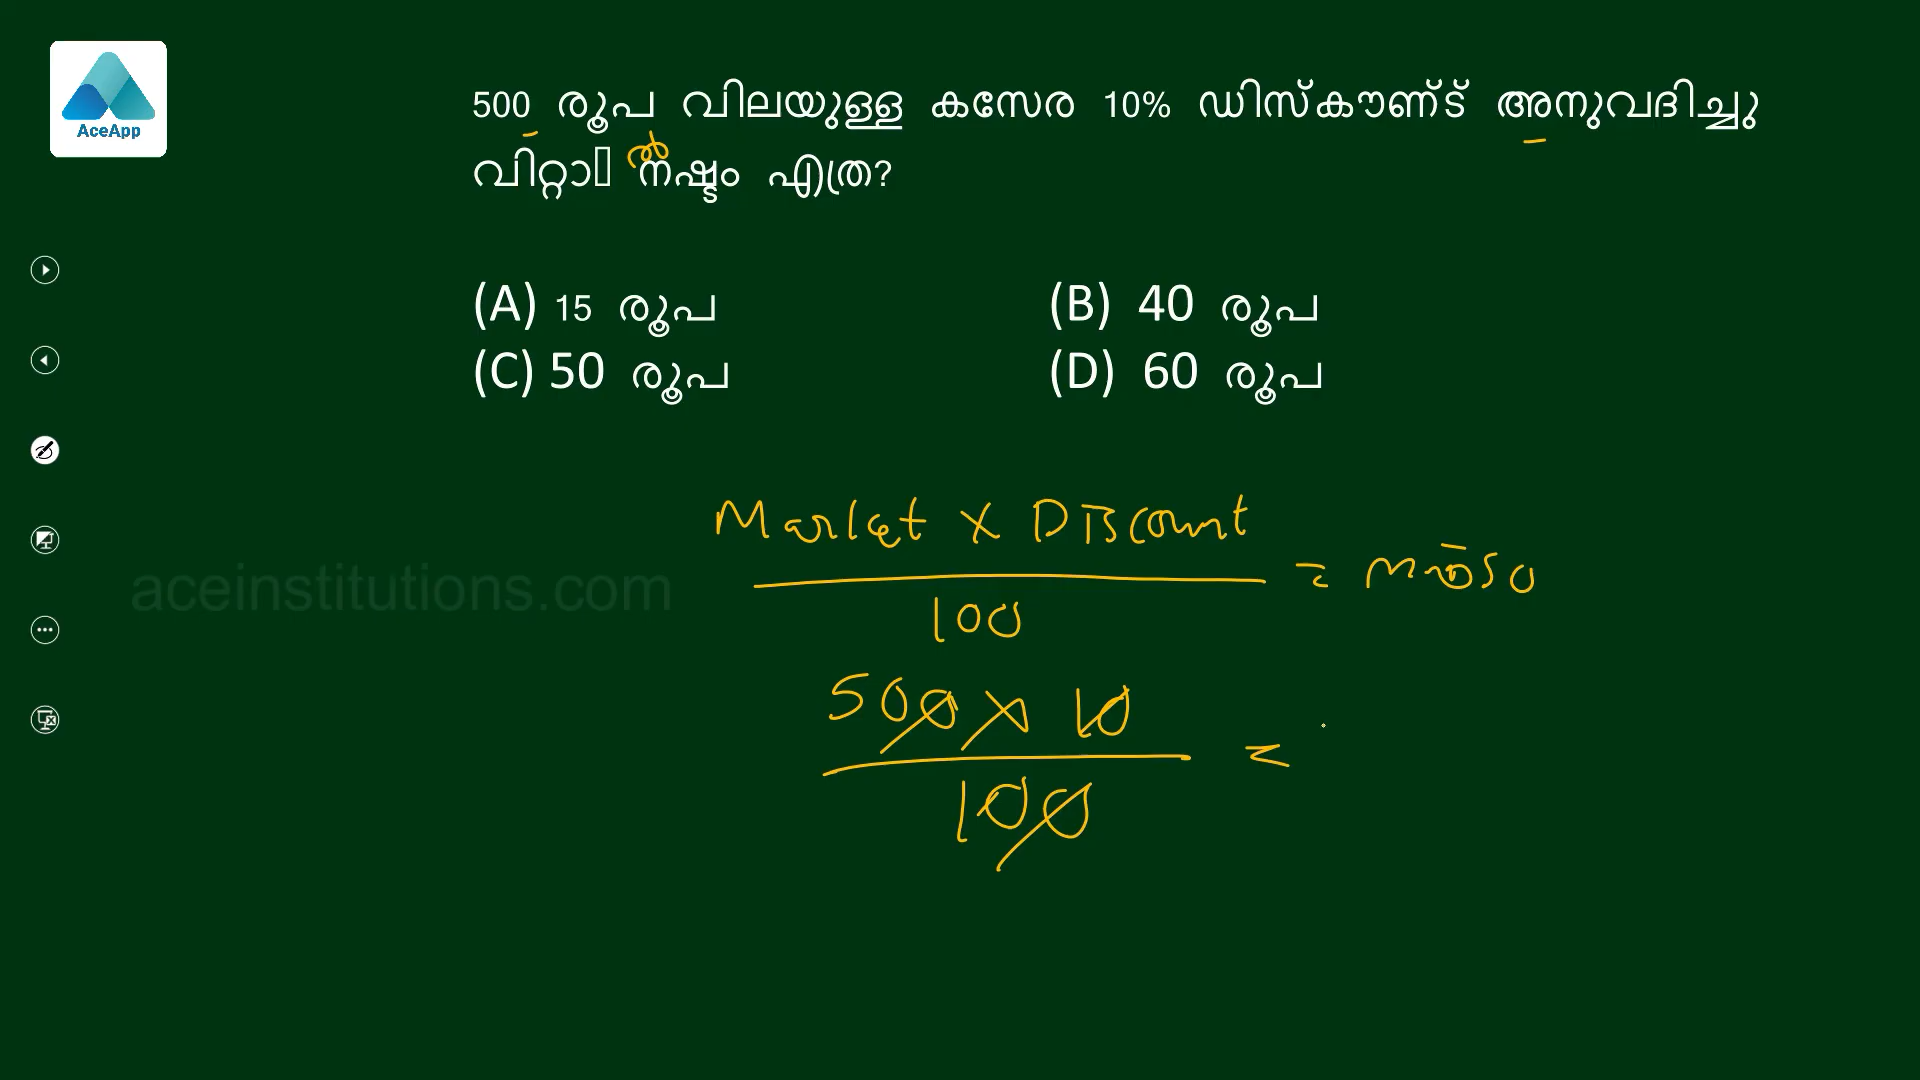 AceApp
500 രൂപ വിലയുള്ള കസേര 10% ഡിസ്കൗണ്ട് അനുവദിച്ചു
ൽ
വിറ്റാ നഷ്ടം എത്ര?
(A) 15 രൂപ (B) 40 രൂപ
(C) 50 രൂപ (D) 60 രൂപ
Market X Discount
100
=
aceinstitutions.com
500 X 10
100
=